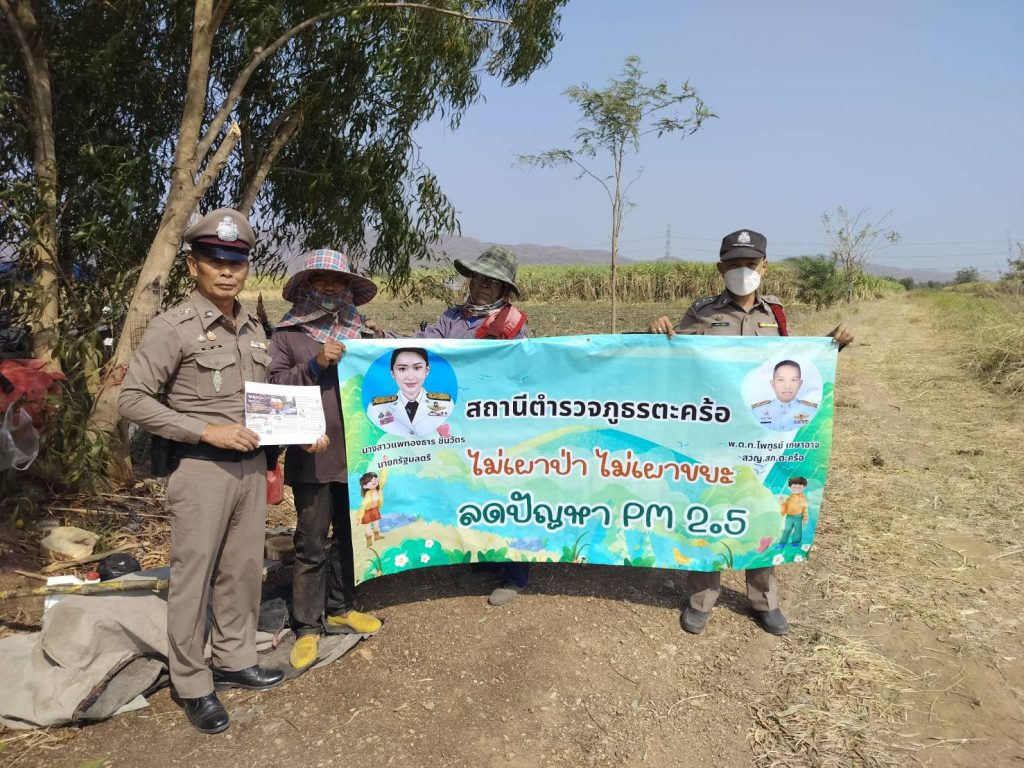 สถานีตำรวจภูธรตะคร้อ
นางสาวแพทองธาร ชินวัตร
นายกรัฐมลตรี
พ.ต.ท.ไพฑูรย์ เกษาอาจ
สวญ.สภ.ตะคร้อ
ไม่เผาป่า ไม่เผาขยะ
ลดปัญหา PM 2.5